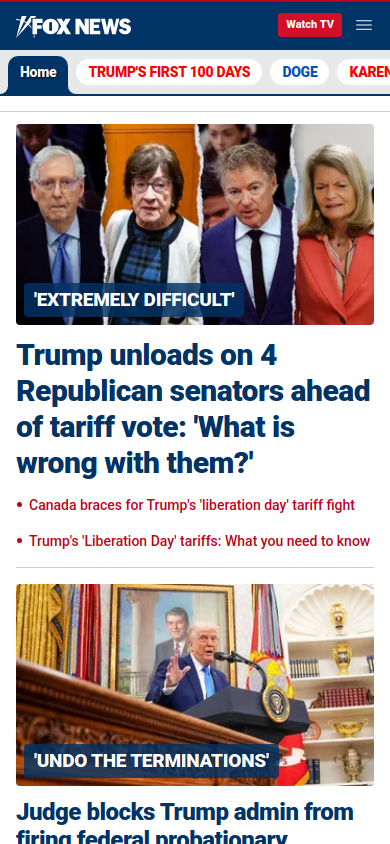 FOX NEWS
Watch TV
Home
TRUMP'S FIRST 100 DAYS
DOGE
KAREN
'EXTREMELY DIFFICULT'
Trump unloads on 4
Republican senators ahead
of tariff vote: 'What is
wrong with them?'
• Canada braces for Trump's 'liberation day' tariff fight
• Trump's 'Liberation Day' tariffs: What you need to know
'UNDO THE TERMINATIONS'
Judge blocks Trump admin from
firing federal probationary